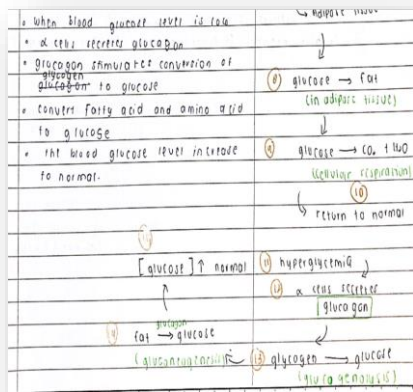 • when blood glucose level is low
• α cells secretes glucagon
• glucagon stimulates conversion of
glycogen
glucagon to glucose
• convert fatty acid and amino acid
to glucose
• the blood glucose level increase
to normal.
↳ adipose tissue
⑧ glucose → fat
(in adipose tissue)
⑨ glucose → CO₂ + H₂O
(cellular respiration)
⑩
↳ return to normal
⑪ hyperglycemia
⑫ α cells secretes
glucagon
⑬ glycogen → glucose
(glucogenolysis)
glucagon
fat → glucose
(gluconeogenesis)
[glucose] ↑ normal